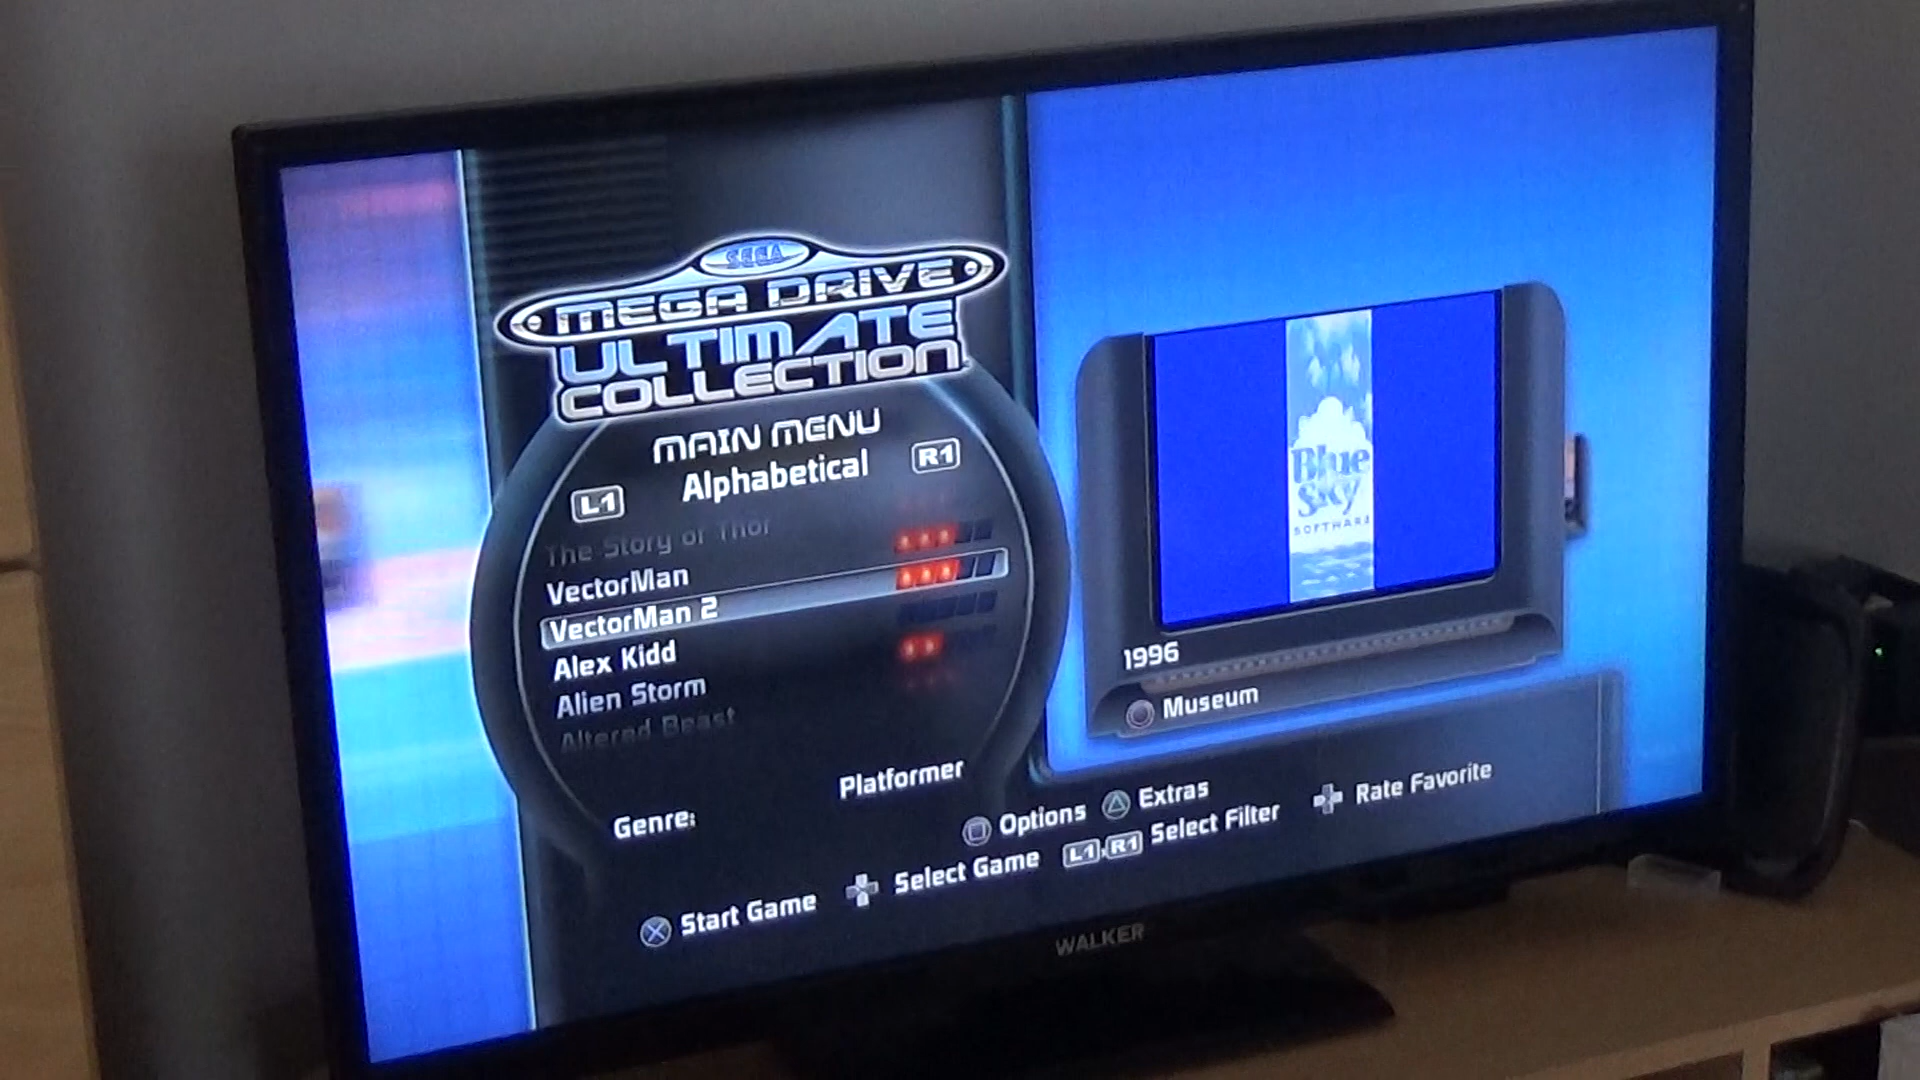 SEGA
MEGA DRIVE
ULTIMATE
COLLECTION
MAIN MENU
L1 Alphabetical R1
The Story of Thor
VectorMan
VectorMan 2
Alex Kidd
Alien Storm
Altered Beast
Genre: Platformer
Blue
Sky
SOFTWARE
1996
Museum
Options Extras Rate Favorite
Start Game Select Game L1,R1 Select Filter
WALKER